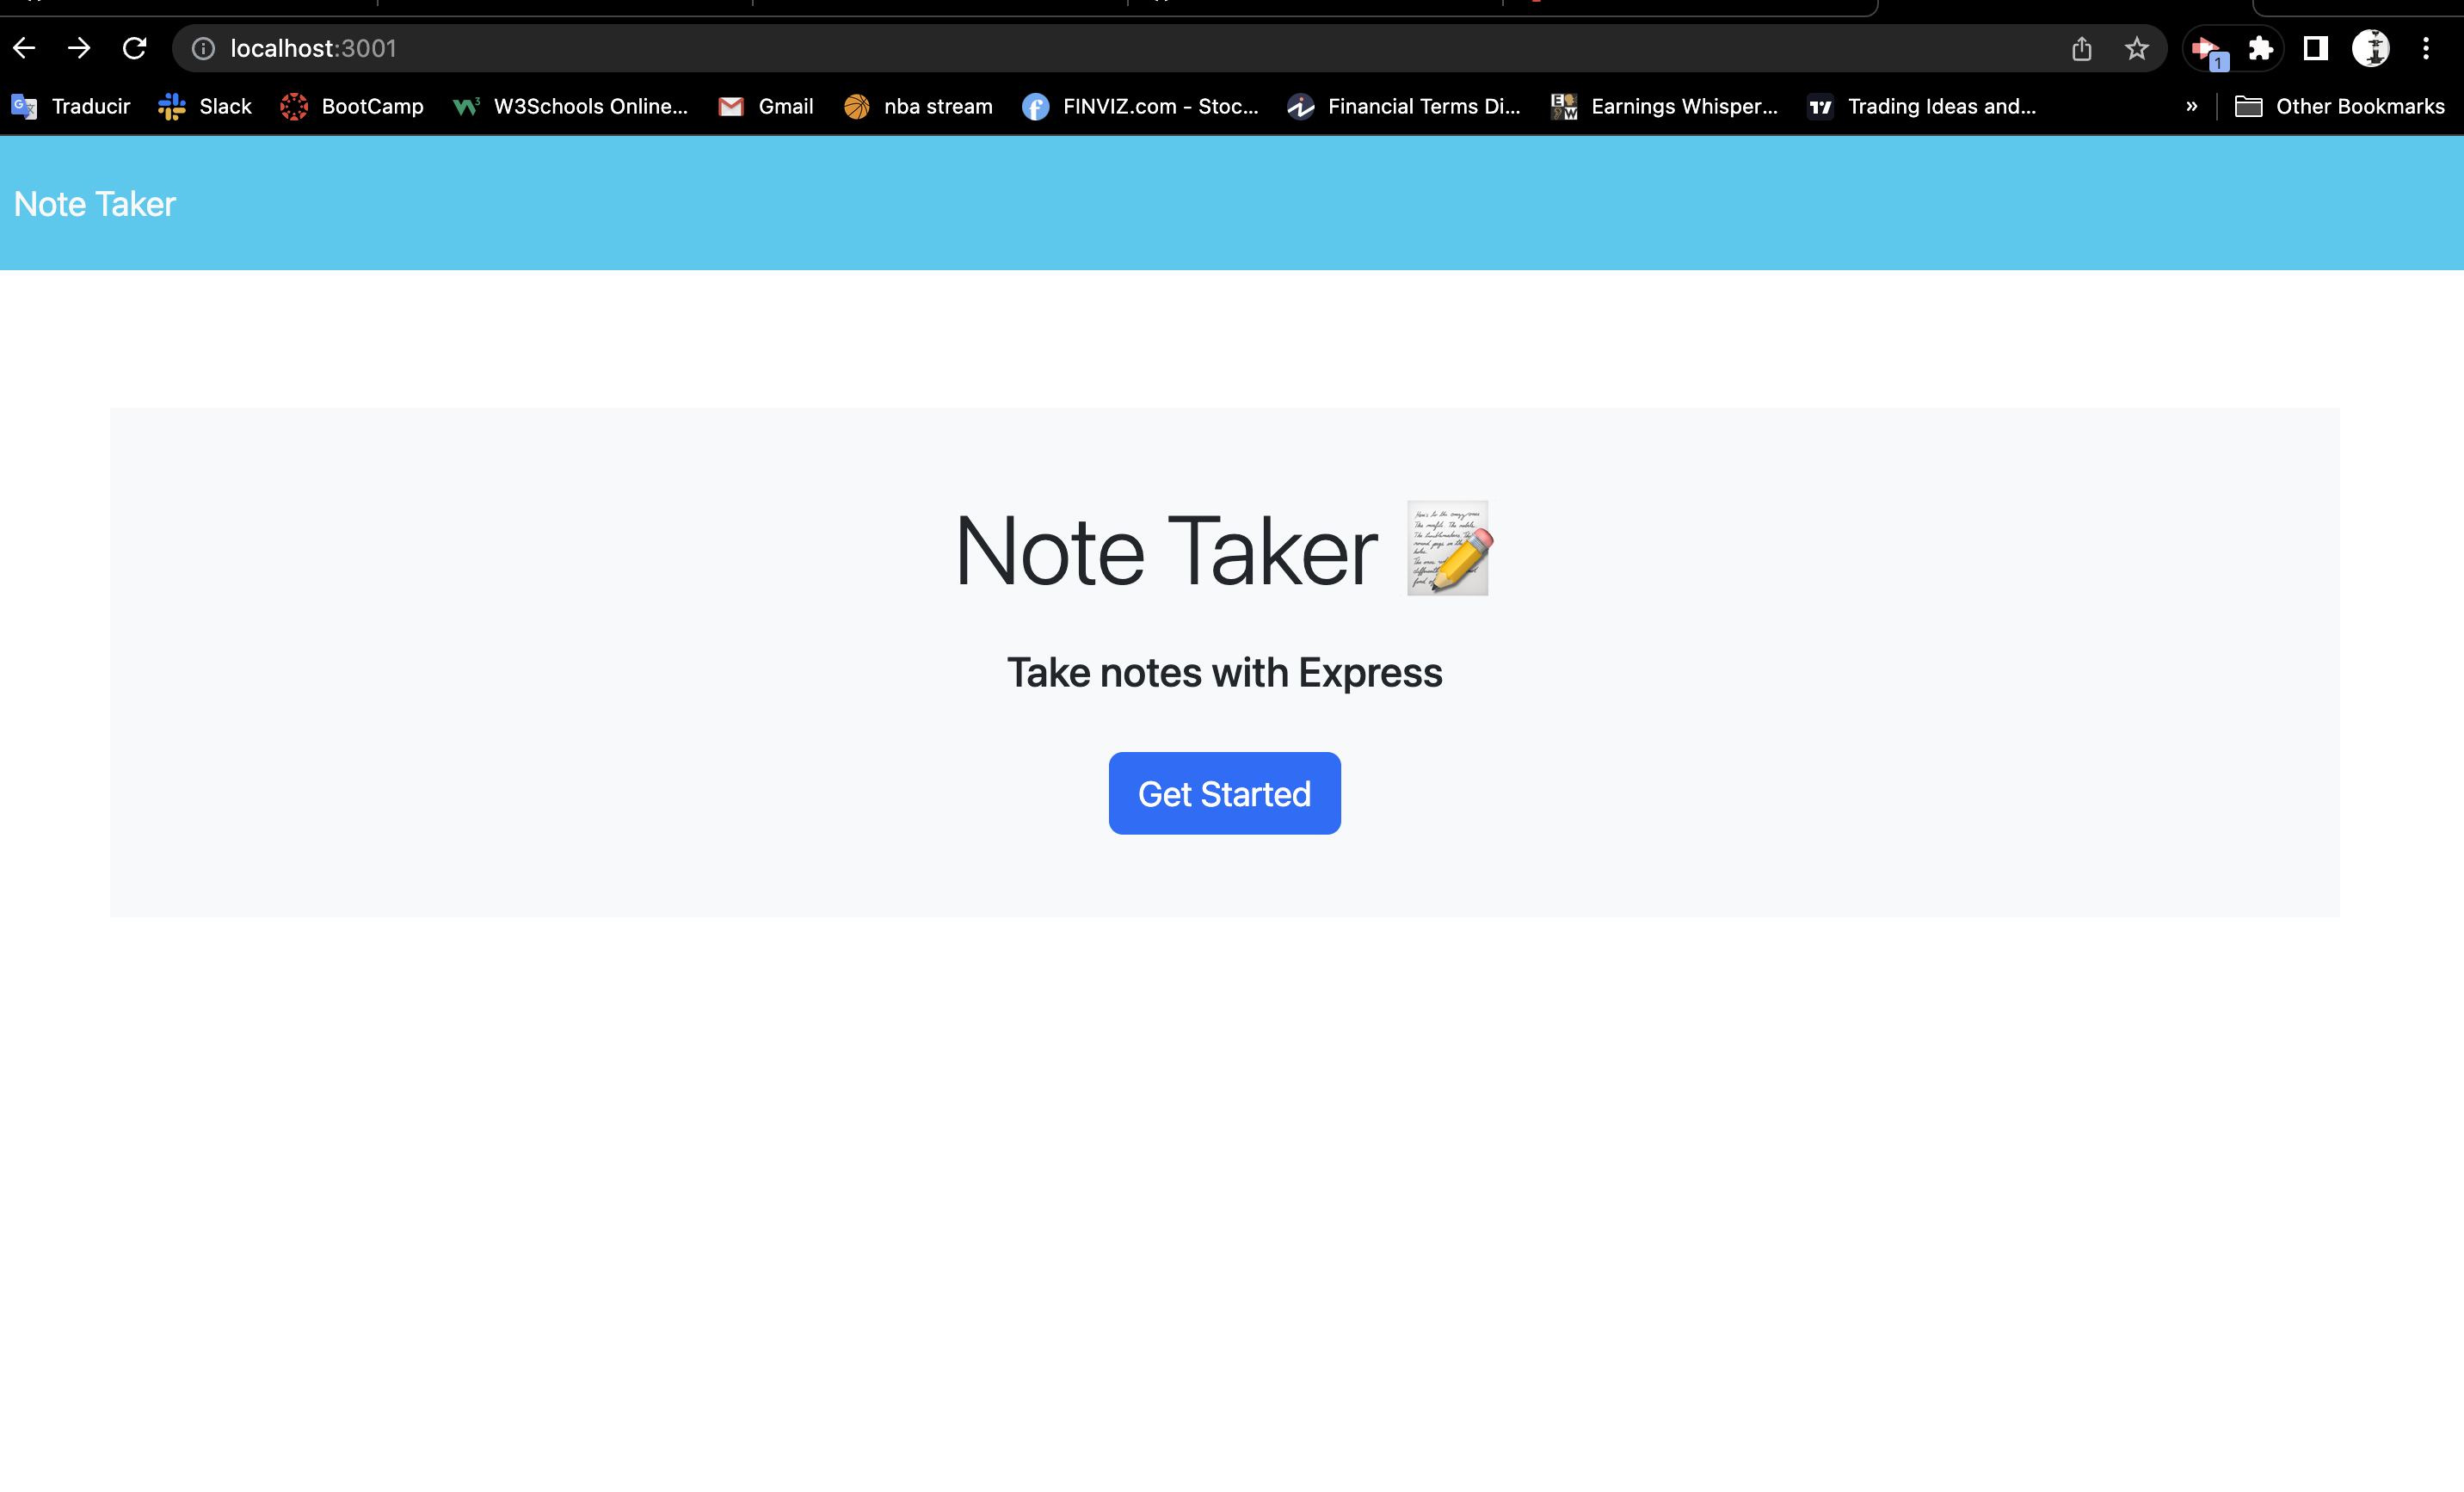 localhost:3001
1
Traducir Slack BootCamp W3Schools Online... Gmail nba stream FINVIZ.com - Stoc... Financial Terms Di... Earnings Whisper... Trading Ideas and... » Other Bookmarks
Note Taker
Note Taker
Take notes with Express
Get Started